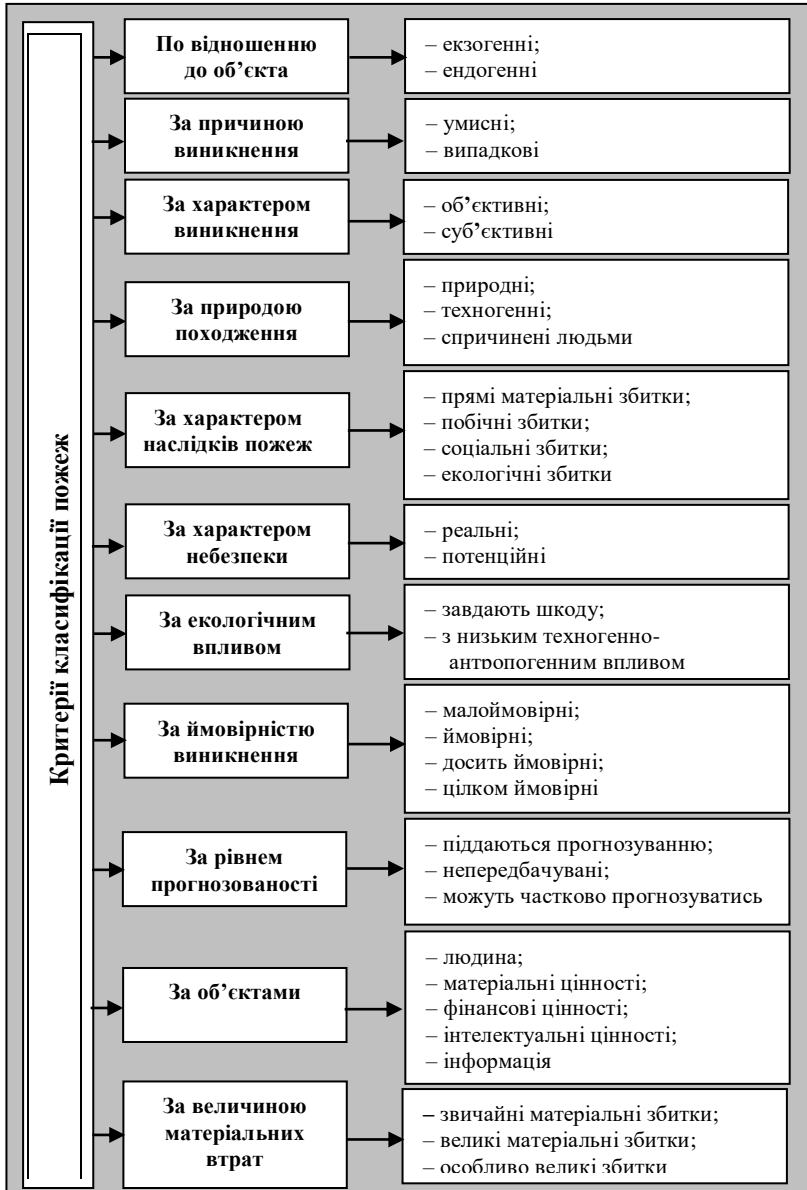 Критерії класифікації пожеж
По відношенню
до об’єкта
– екзогенні;
– ендогенні
За причиною
виникнення
– умисні;
– випадкові
За характером
виникнення
– об’єктивні;
– суб’єктивні
За природою
походження
– природні;
– техногенні;
– спричинені людьми
За характером
наслідків пожеж
– прямі матеріальні збитки;
– побічні збитки;
– соціальні збитки;
– екологічні збитки
За характером
небезпеки
– реальні;
– потенційні
За екологічним
впливом
– завдають шкоду;
– з низьким техногенно-
антропогенним впливом
За ймовірністю
виникнення
– малоймовірні;
– ймовірні;
– досить ймовірні;
– цілком ймовірні
За рівнем
прогнозованості
– піддаються прогнозуванню;
– непередбачувані;
– можуть частково прогнозуватись
За об’єктами
– людина;
– матеріальні цінності;
– фінансові цінності;
– інтелектуальні цінності;
– інформація
За величиною
матеріальних
втрат
– звичайні матеріальні збитки;
– великі матеріальні збитки;
– особливо великі збитки